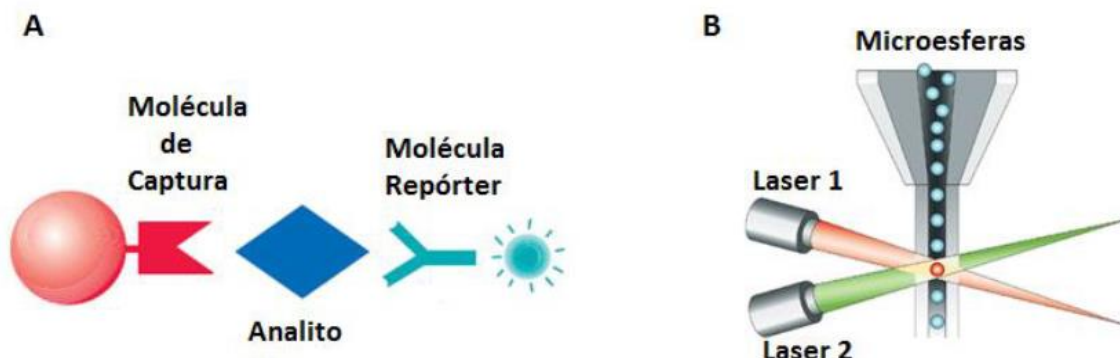 A
Molécula
de
Captura
Molécula
Repórter
Analito
B
Microesferas
Laser 1
Laser 2